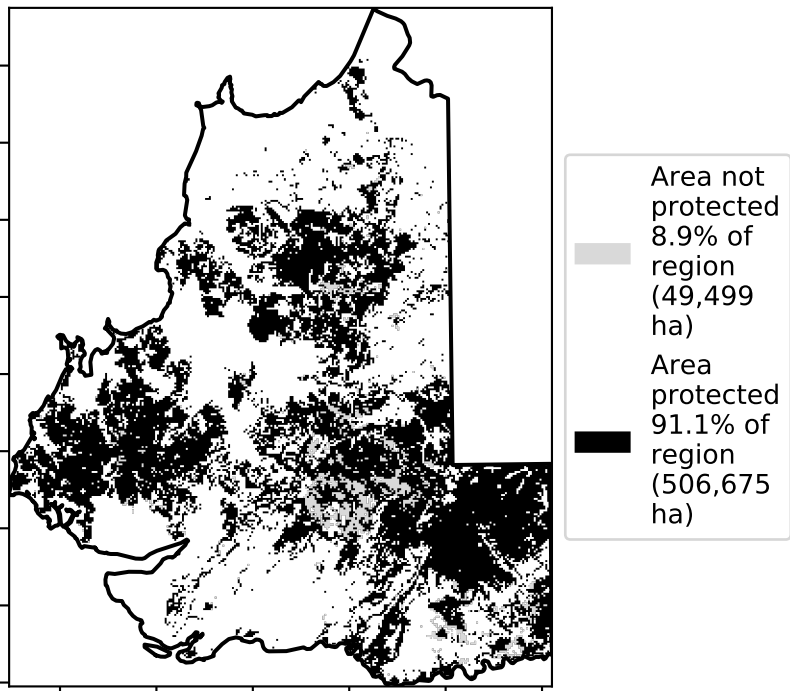 Area not
protected
8.9% of
region
(49,499
ha)
Area
protected
91.1% of
region
(506,675
ha)